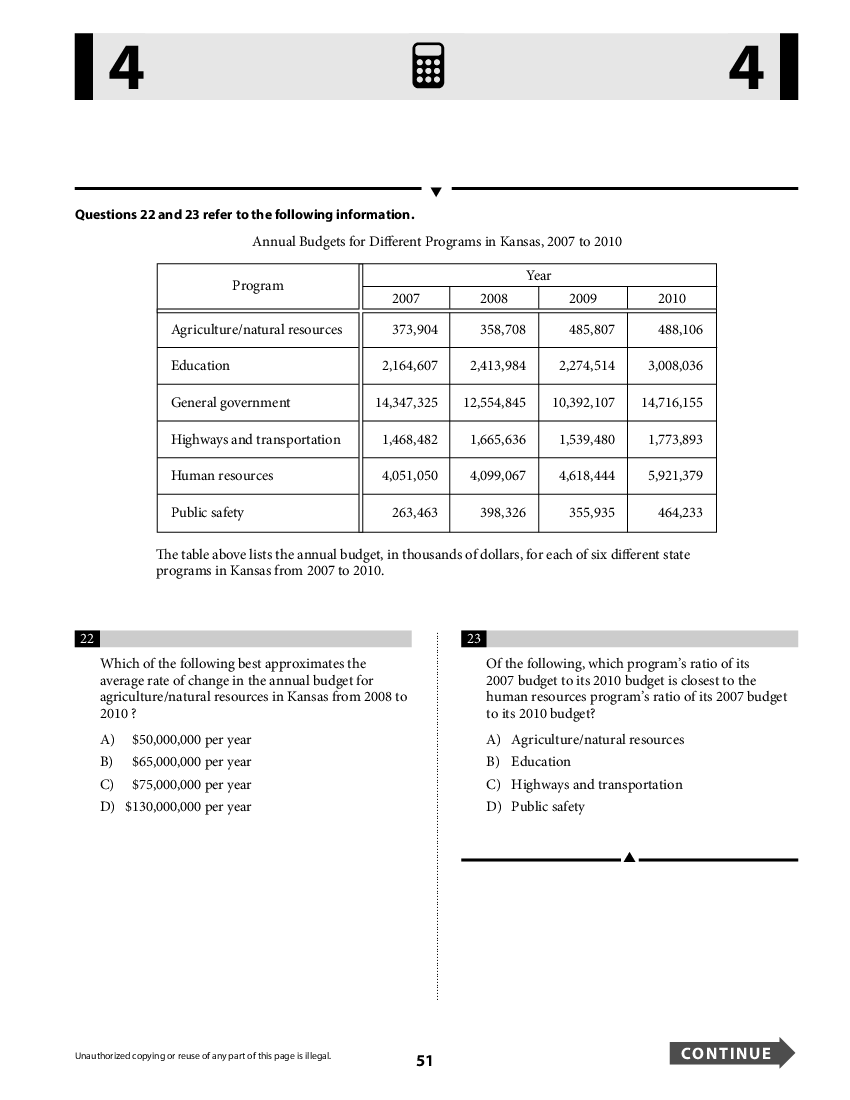 4 4
Questions 22 and 23 refer to the following information.
Annual Budgets for Different Programs in Kansas, 2007 to 2010
Program Year
2007 2008 2009 2010
Agriculture/natural resources 373,904 358,708 485,807 488,106
Education 2,164,607 2,413,984 2,274,514 3,008,036
General government 14,347,325 12,554,845 10,392,107 14,716,155
Highways and transportation 1,468,482 1,665,636 1,539,480 1,773,893
Human resources 4,051,050 4,099,067 4,618,444 5,921,379
Public safety 263,463 398,326 355,935 464,233
The table above lists the annual budget, in thousands of dollars, for each of six different state
programs in Kansas from 2007 to 2010.
22
Which of the following best approximates the
average rate of change in the annual budget for
agriculture/natural resources in Kansas from 2008 to
2010 ?
A) $50,000,000 per year
B) $65,000,000 per year
C) $75,000,000 per year
D) $130,000,000 per year
23
Of the following, which program's ratio of its
2007 budget to its 2010 budget is closest to the
human resources program's ratio of its 2007 budget
to its 2010 budget?
A) Agriculture/natural resources
B) Education
C) Highways and transportation
D) Public safety
Unauthorized copying or reuse of any part of this page is illegal.
51
CONTINUE